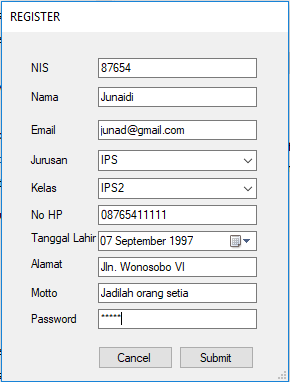 REGISTER
NIS 87654
Nama Junaidi
Email junad@gmail.com
Jurusan IPS
Kelas IPS2
No HP 08765411111
Tanggal Lahir 07 September 1997
Alamat Jln. Wonosobo VI
Motto Jadilah orang setia
Password *****
Cancel Submit